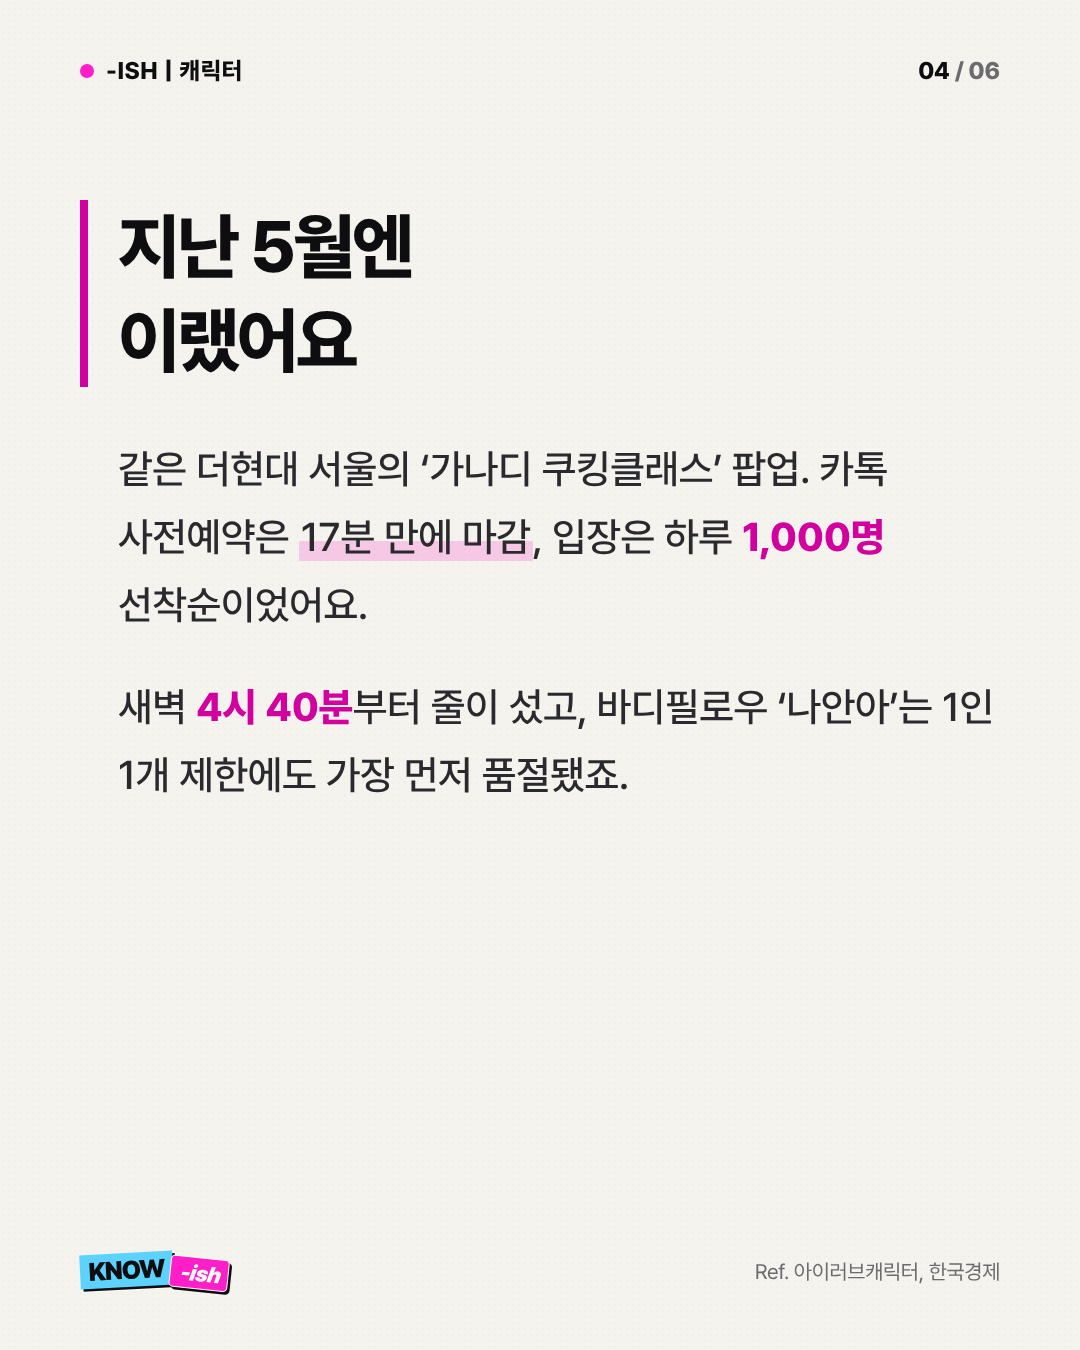 -ISH | 캐릭터
04 / 06
지난 5월엔
이랬어요
같은 더현대 서울의 ‘가나디 쿠킹클래스’ 팝업. 카톡
사전예약은 17분 만에 마감, 입장은 하루 1,000명
선착순이었어요.
새벽 4시 40분부터 줄이 섰고, 바디필로우 ‘나안아’는 1인
1개 제한에도 가장 먼저 품절됐죠.
KNOW -ish
Ref. 아이러브캐릭터, 한국경제